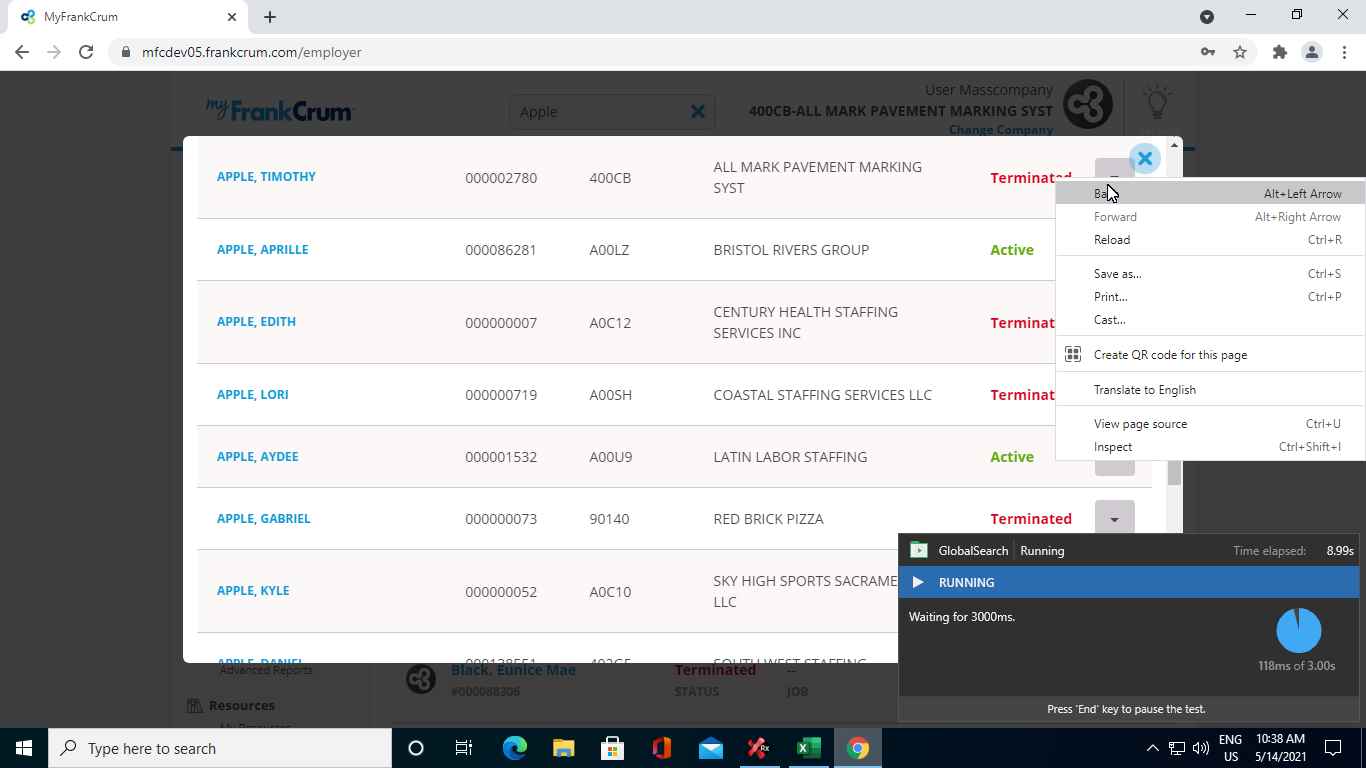 MyFrankCrum
mfcdev05.frankcrum.com/employer
myFrankCrum
Apple
User Masscompany
400CB-ALL MARK PAVEMENT MARKING SYST
Change Company
APPLE, TIMOTHY 000002780 400CB ALL MARK PAVEMENT MARKING
SYST
Terminated
APPLE, APRILLE 000086281 A00LZ BRISTOL RIVERS GROUP Active
APPLE, EDITH 000000007 A0C12 CENTURY HEALTH STAFFING
SERVICES INC
Terminat
APPLE, LORI 000000719 A00SH COASTAL STAFFING SERVICES LLC Terminat
APPLE, AYDEE 000001532 A00U9 LATIN LABOR STAFFING Active
APPLE, GABRIEL 000000073 90140 RED BRICK PIZZA Terminated
APPLE, KYLE 000000052 A0C10 SKY HIGH SPORTS SACRAME
LLC
APPLE, DANIEL 000138551 402GF SOUTH WEST STAFFING
Back Alt+Left Arrow
Forward Alt+Right Arrow
Reload Ctrl+R
Save as... Ctrl+S
Print... Ctrl+P
Cast...
Create QR code for this page
Translate to English
View page source Ctrl+U
Inspect Ctrl+Shift+I
GlobalSearch Running Time elapsed: 8.99s
RUNNING
Waiting for 3000ms.
118ms of 3.00s
Press 'End' key to pause the test.
Advanced Reports
Resources
My Resources
Black, Eunice Mae
#000088306
Terminated
STATUS
--
JOB
Type here to search
ENG
US
10:38 AM
5/14/2021